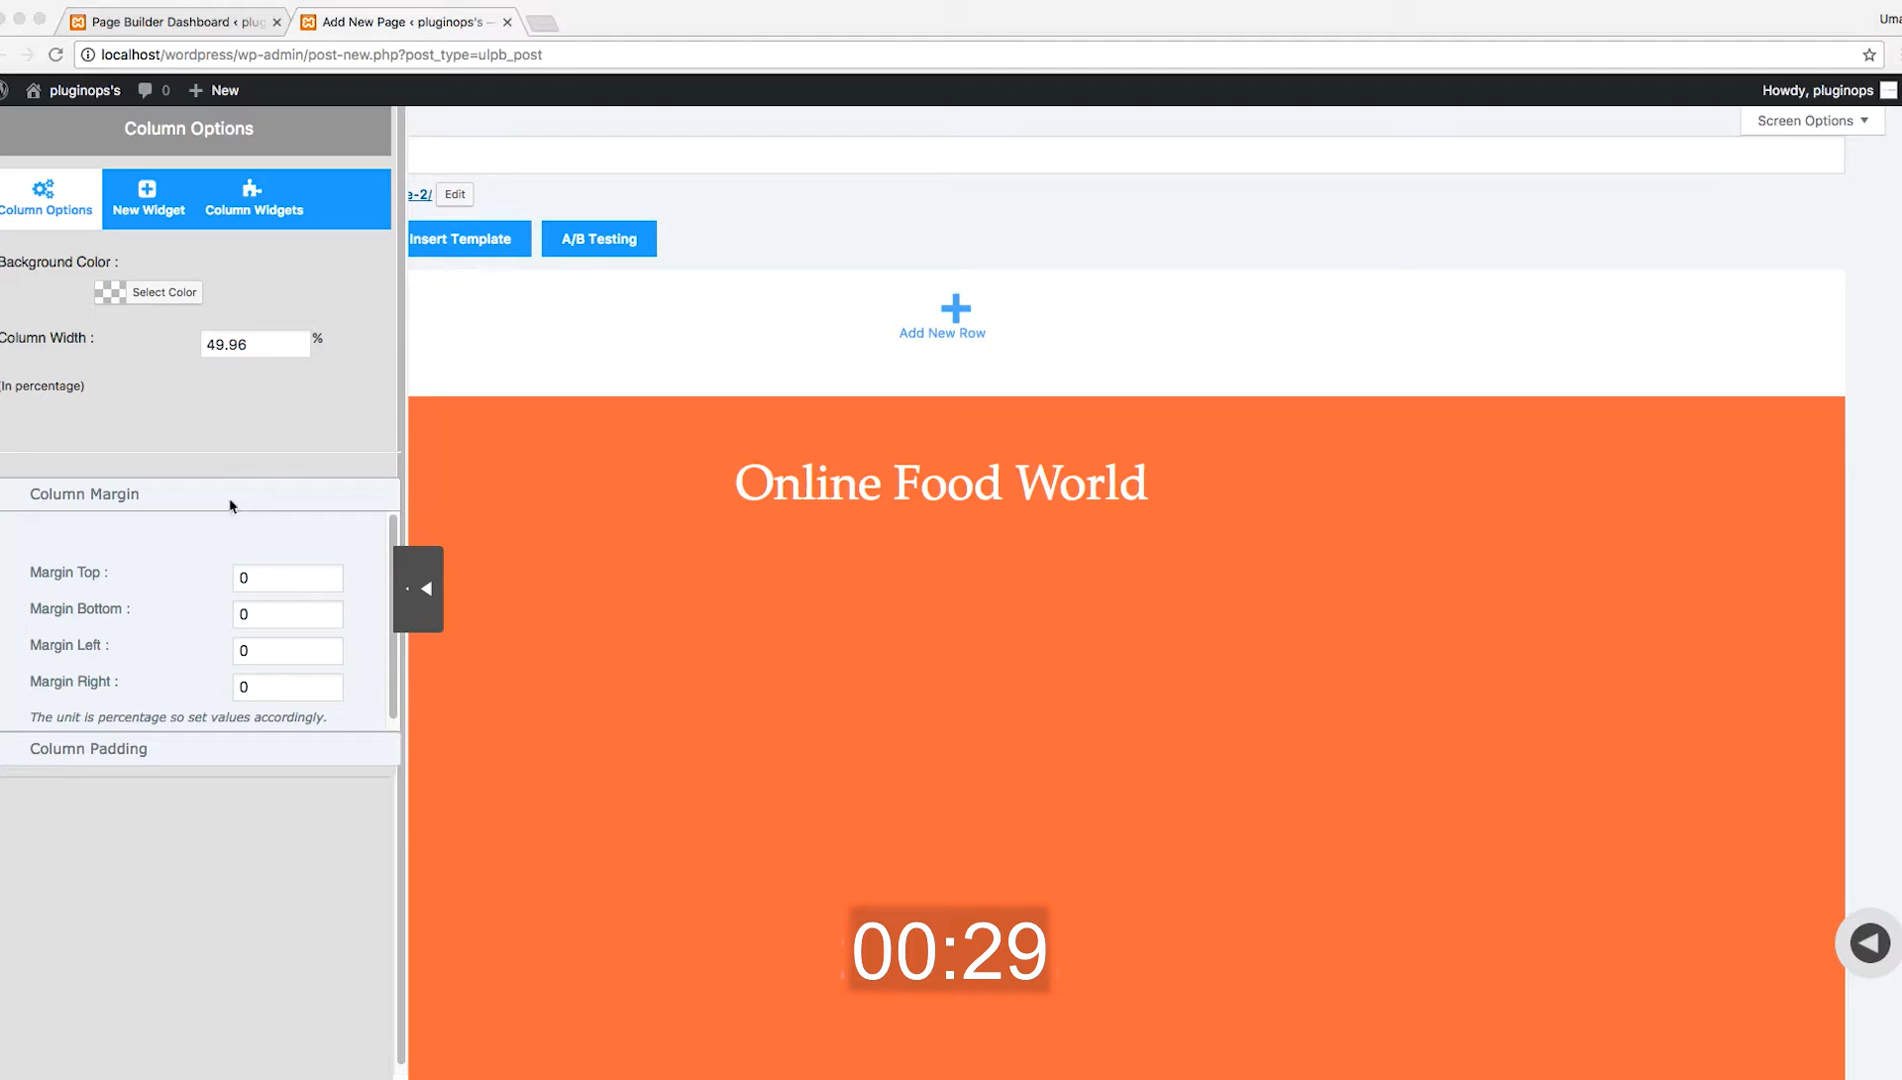 Page Builder Dashboard ‹ plug
Add New Page ‹ pluginops's —
Uma
localhost/wordpress/wp-admin/post-new.php?post_type=ulpb_post
pluginops's 0 + New
Howdy, pluginops
Column Options
Screen Options
e-2/ Edit
Column Options
New Widget
Column Widgets
Insert Template
A/B Testing
Background Color :
Select Color
Column Width :
49.96 %
(In percentage)
Add New Row
Column Margin
Online Food World
Margin Top : 0
Margin Bottom : 0
Margin Left : 0
Margin Right : 0
The unit is percentage so set values accordingly.
Column Padding
00:29